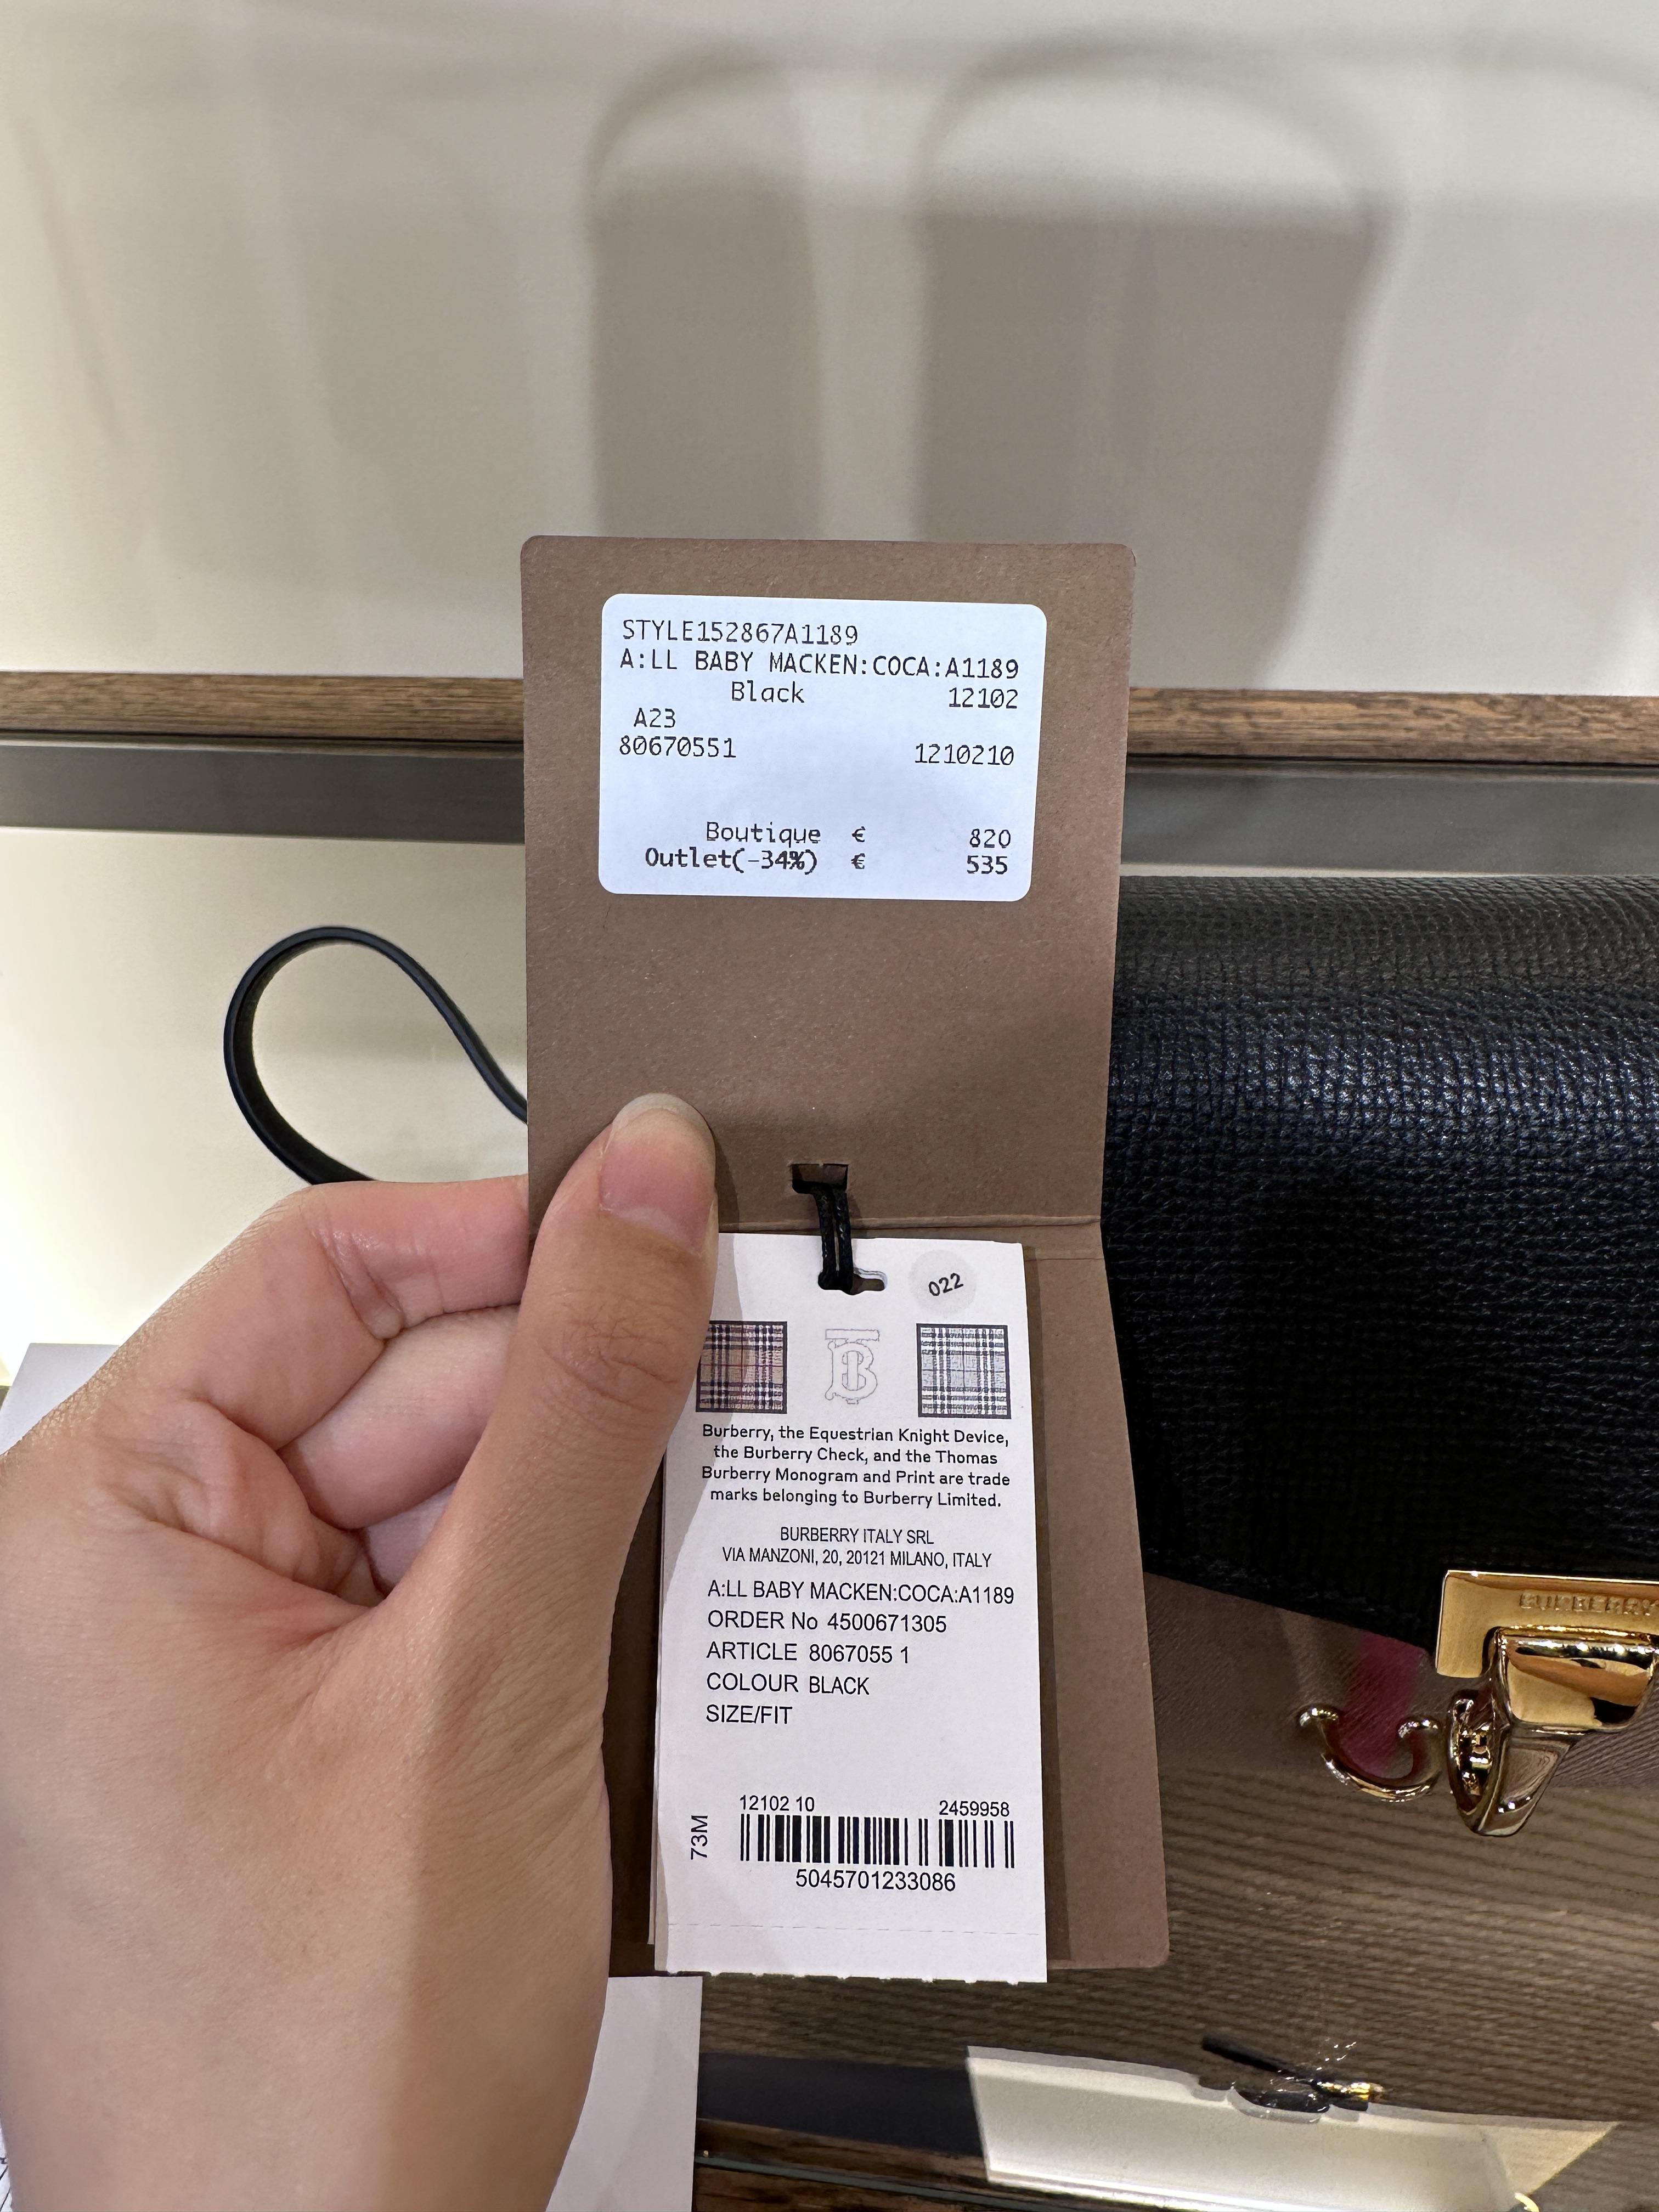 STYLE152867A1189
A:LL BABY MACKEN:COCA:A1189
Black 12102
A23
80670551 1210210
Boutique € 820
Outlet(-34%) € 535
022
Burberry, the Equestrian Knight Device,
the Burberry Check, and the Thomas
Burberry Monogram and Print are trade
marks belonging to Burberry Limited.
BURBERRY ITALY SRL
VIA MANZONI, 20, 20121 MILANO, ITALY
A:LL BABY MACKEN:COCA:A1189
ORDER No 4500671305
ARTICLE 8067055 1
COLOUR BLACK
SIZE/FIT
12102 10 2459958
73M
5045701233086
BURBERRY